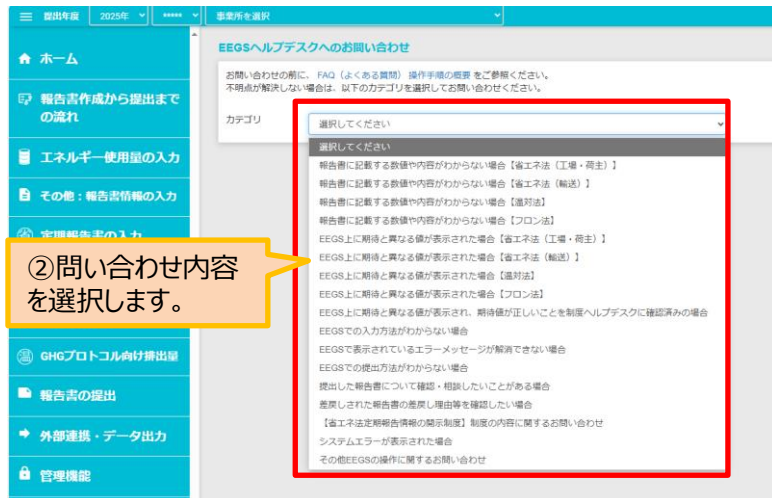 提出年度 2025年 ***** 事業所を選択
ホーム
報告書作成から提出まで
の流れ
エネルギー使用量の入力
その他：報告書情報の入力
定期報告書の入力
GHGプロトコル向け排出量
報告書の提出
外部連携・データ出力
管理機能
EEGSヘルプデスクへのお問い合わせ
お問い合わせの前に、FAQ（よくある質問） 操作手順の概要 をご参照ください。
不明点が解決しない場合は、以下のカテゴリを選択してお問い合わせください。
カテゴリ
選択してください
選択してください
報告書に記載する数値や内容がわからない場合【省エネ法（工場・荷主）】
報告書に記載する数値や内容がわからない場合【省エネ法（輸送）】
報告書に記載する数値や内容がわからない場合【温対法】
報告書に記載する数値や内容がわからない場合【フロン法】
EEGS上に期待と異なる値が表示された場合【省エネ法（工場・荷主）】
EEGS上に期待と異なる値が表示された場合【省エネ法（輸送）】
EEGS上に期待と異なる値が表示された場合【温対法】
EEGS上に期待と異なる値が表示された場合【フロン法】
EEGS上に期待と異なる値が表示され、期待値が正しいことを制度ヘルプデスクに確認済みの場合
EEGSでの入力方法がわからない場合
EEGSで表示されているエラーメッセージが解消できない場合
EEGSでの提出方法がわからない場合
提出した報告書について確認・相談したいことがある場合
差戻しされた報告書の差戻し理由等を確認したい場合
【省エネ法定期報告情報の開示制度】制度の内容に関するお問い合わせ
システムエラーが表示された場合
その他EEGSの操作に関するお問い合わせ
②問い合わせ内容
を選択します。